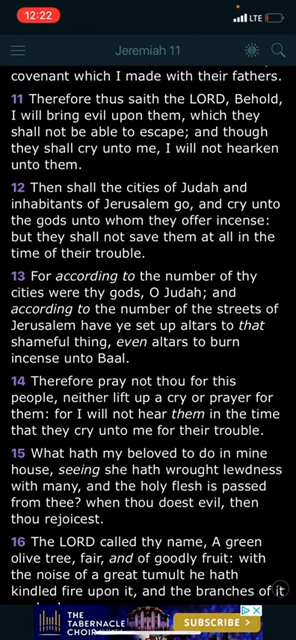 12:22
LTE
Jeremiah 11
covenant which I made with their fathers.
11 Therefore thus saith the LORD, Behold,
I will bring evil upon them, which they
shall not be able to escape; and though
they shall cry unto me, I will not hearken
unto them.
12 Then shall the cities of Judah and
inhabitants of Jerusalem go, and cry unto
the gods unto whom they offer incense:
but they shall not save them at all in the
time of their trouble.
13 For according to the number of thy
cities were thy gods, O Judah; and
according to the number of the streets of
Jerusalem have ye set up altars to that
shameful thing, even altars to burn
incense unto Baal.
14 Therefore pray not thou for this
people, neither lift up a cry or prayer for
them: for I will not hear them in the time
that they cry unto me for their trouble.
15 What hath my beloved to do in mine
house, seeing she hath wrought lewdness
with many, and the holy flesh is passed
from thee? when thou doest evil, then
thou rejoicest.
16 The LORD called thy name, A green
olive tree, fair, and of goodly fruit: with
the noise of a great tumult he hath
kindled fire upon it, and the branches of it
THE
TABERNACLE
CHOIR
SUBSCRIBE >